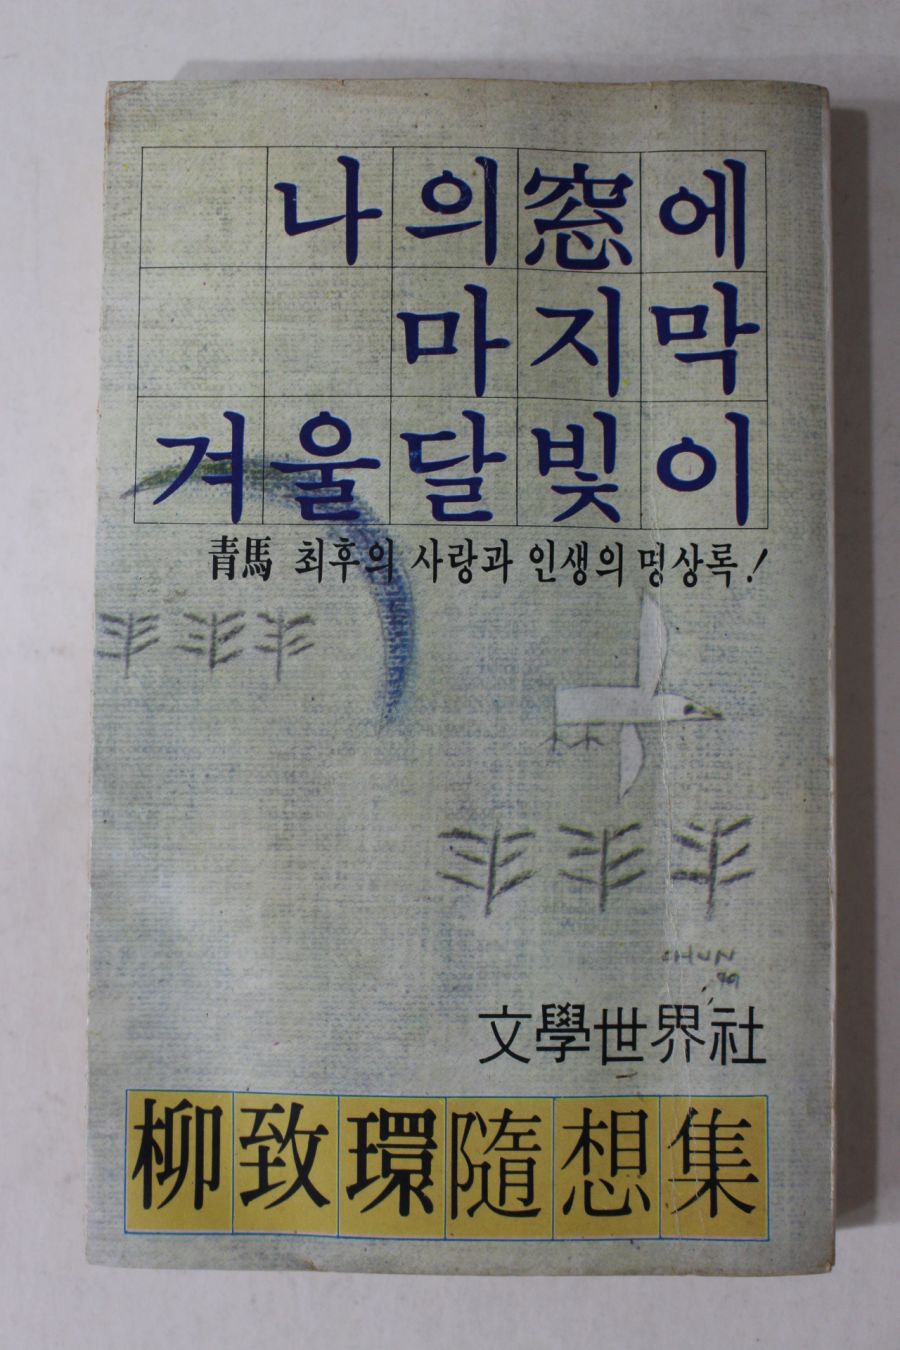 나의窓에
마지막
겨울달빛이
靑馬 최후의 사랑과 인생의 명상록!
文學世界社
柳致環隨想集